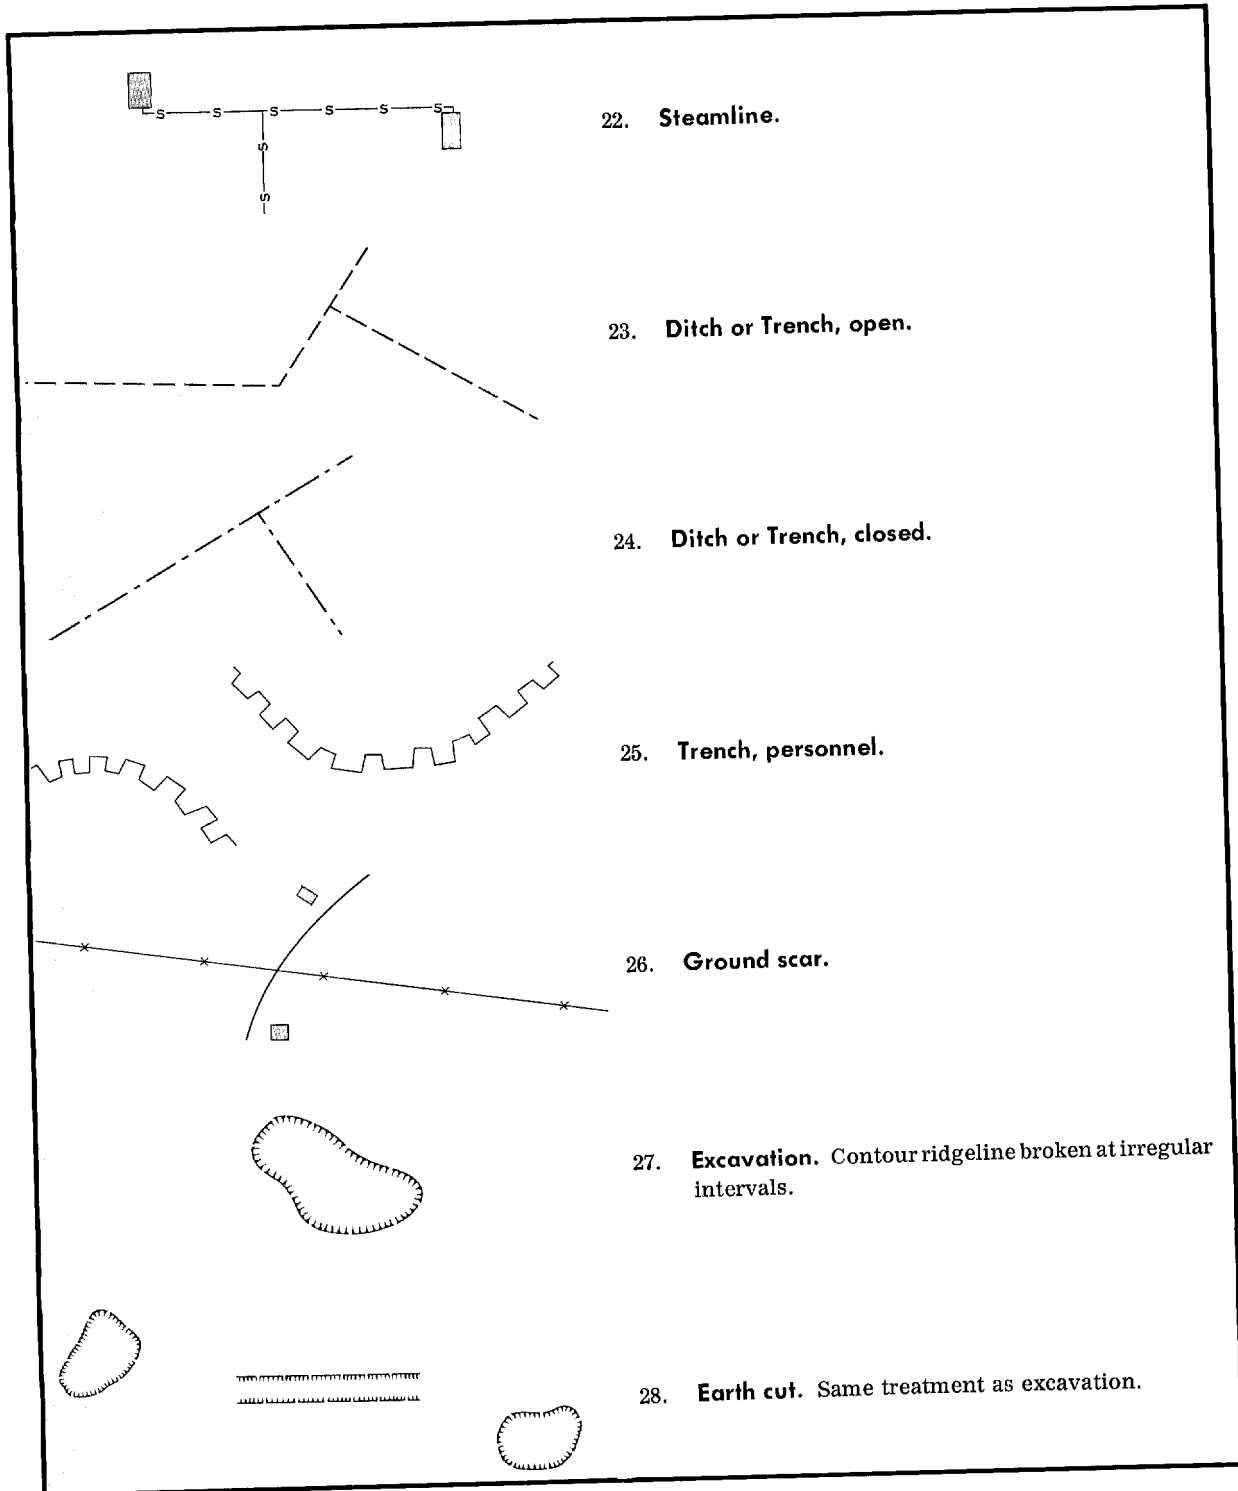 S S S S S S
S
S
22. Steamline.
23. Ditch or Trench, open.
24. Ditch or Trench, closed.
25. Trench, personnel.
26. Ground scar.
27. Excavation. Contour ridgeline broken at irregular
intervals.
28. Earth cut. Same treatment as excavation.